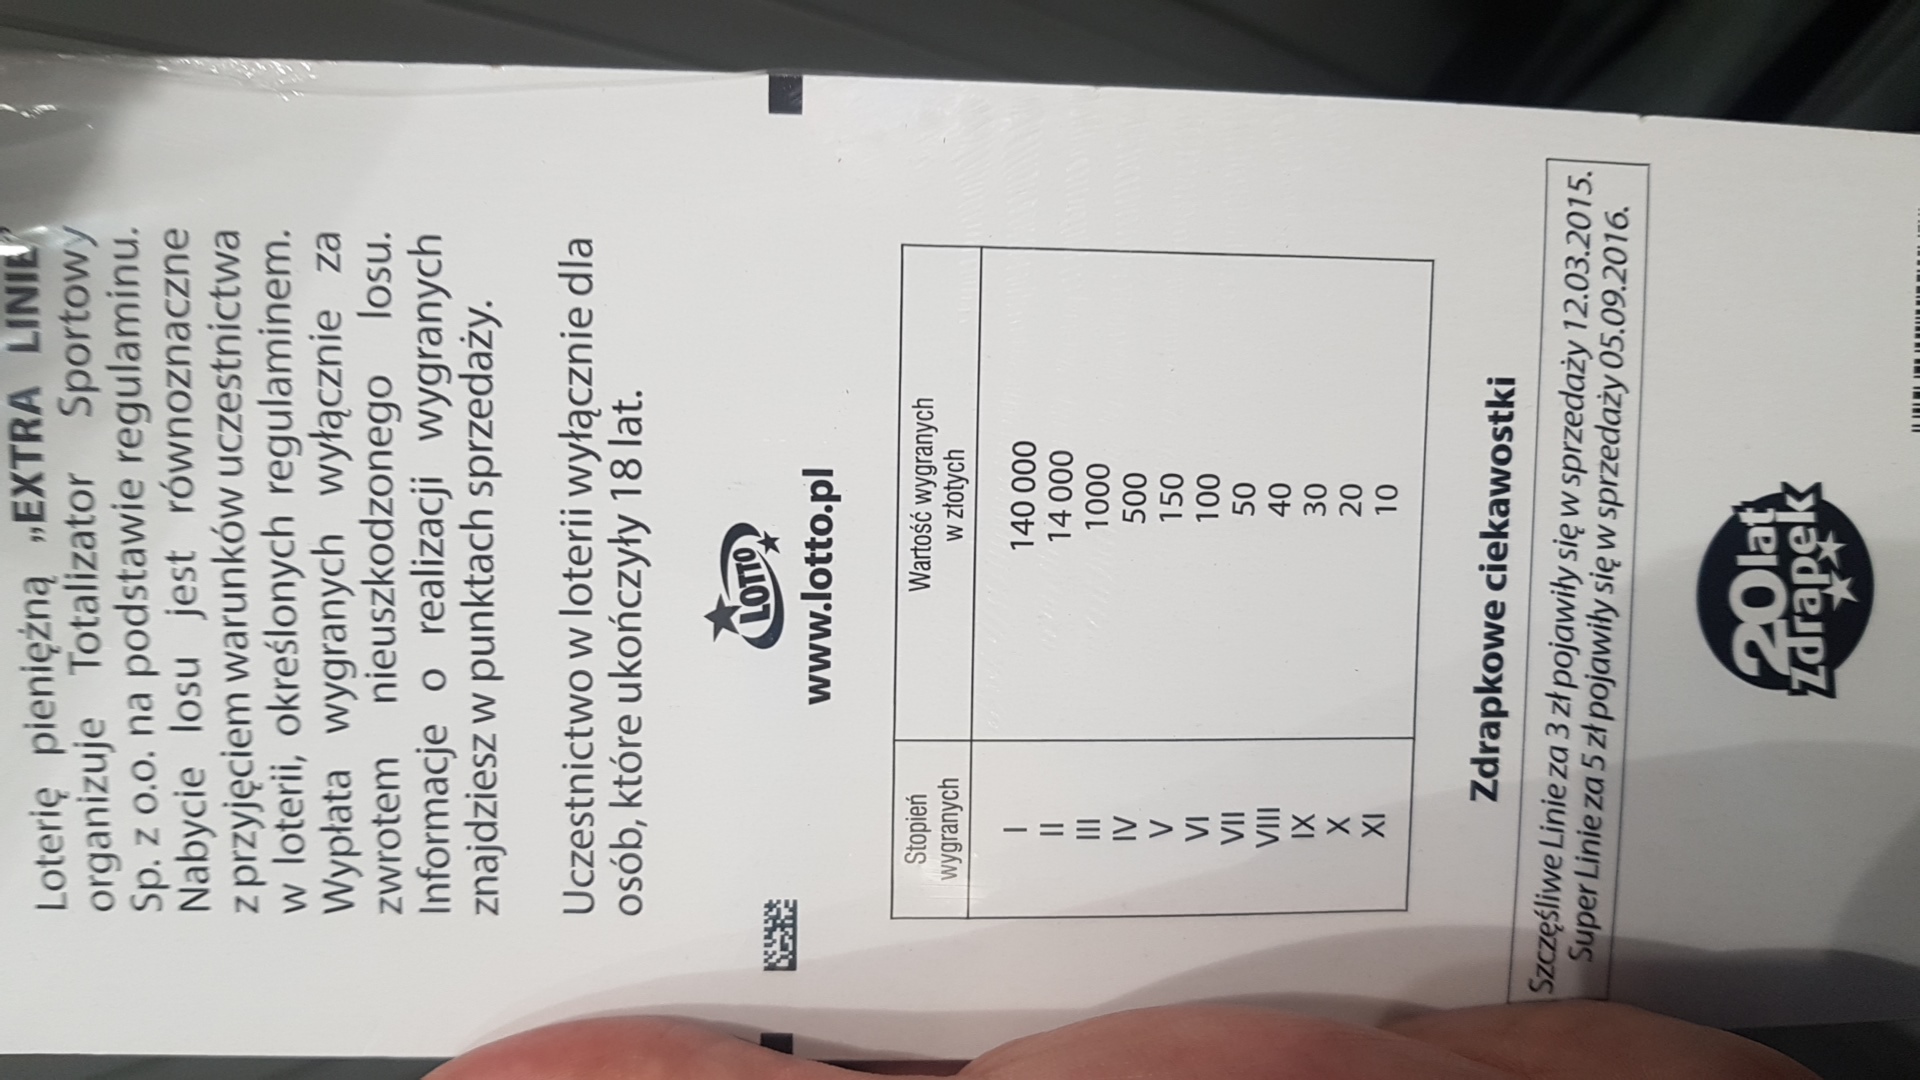 Loterię pieniężną „EXTRA LINIE”
organizuje Totalizator Sportowy
Sp. z o.o. na podstawie regulaminu.
Nabycie losu jest równoznaczne
z przyjęciem warunków uczestnictwa
w loterii, określonych regulaminem.
Wypłata wygranych wyłącznie za
zwrotem nieuszkodzonego losu.
Informacje o realizacji wygranych
znajdziesz w punktach sprzedaży.
Uczestnictwo w loterii wyłącznie dla
osób, które ukończyły 18 lat.
LOTTO
www.lotto.pl
Stopień wygranych Wartość wygranych w złotych
I 140 000
II 14 000
III 1000
IV 500
V 150
VI 100
VII 50
VIII 40
IX 30
X 20
XI 10
Zdrapkowe ciekawostki
Szczęśliwe Linie za 3 zł pojawiły się w sprzedaży 12.03.2015.
Super Linie za 5 zł pojawiły się w sprzedaży 05.09.2016.
20 lat
Zdrapek